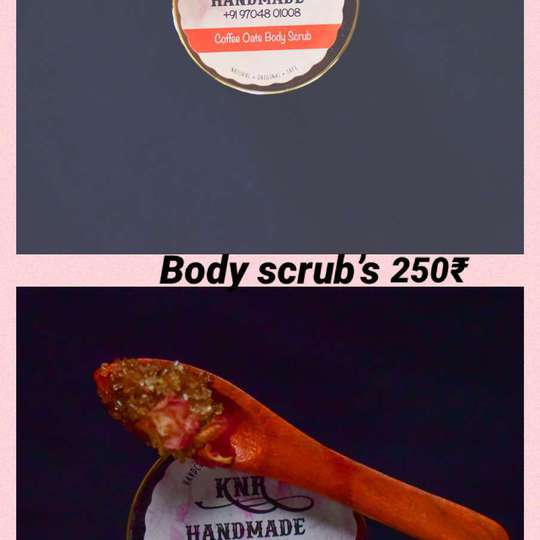 HANDMADE
+91 97048 01008
Coffee Oats Body Scrub
NATURAL • ORIGINAL • SAFE
Body scrub's 250₹
KNR
HANDMADE